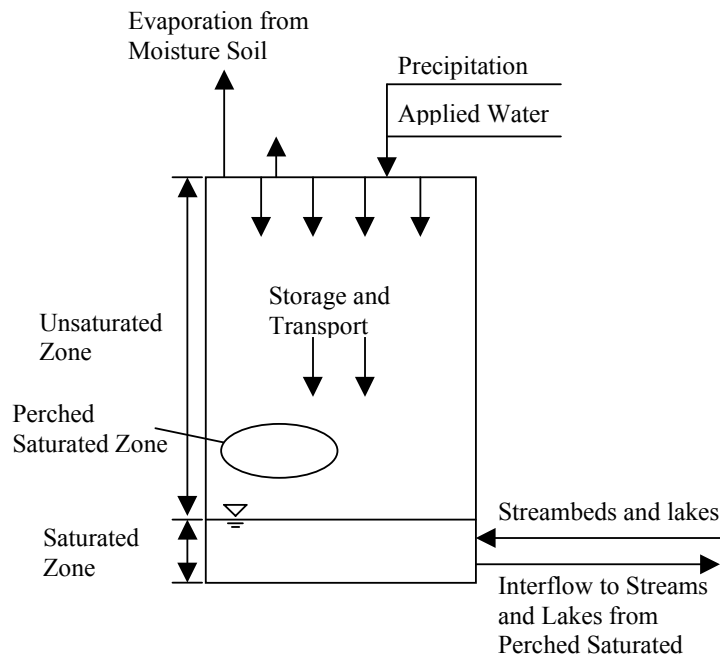 Evaporation from
Moisture Soil
Precipitation
Applied Water
Storage and
Transport
Unsaturated
Zone
Perched
Saturated Zone
Saturated
Zone
Streambeds and lakes
Interflow to Streams
and Lakes from
Perched Saturated